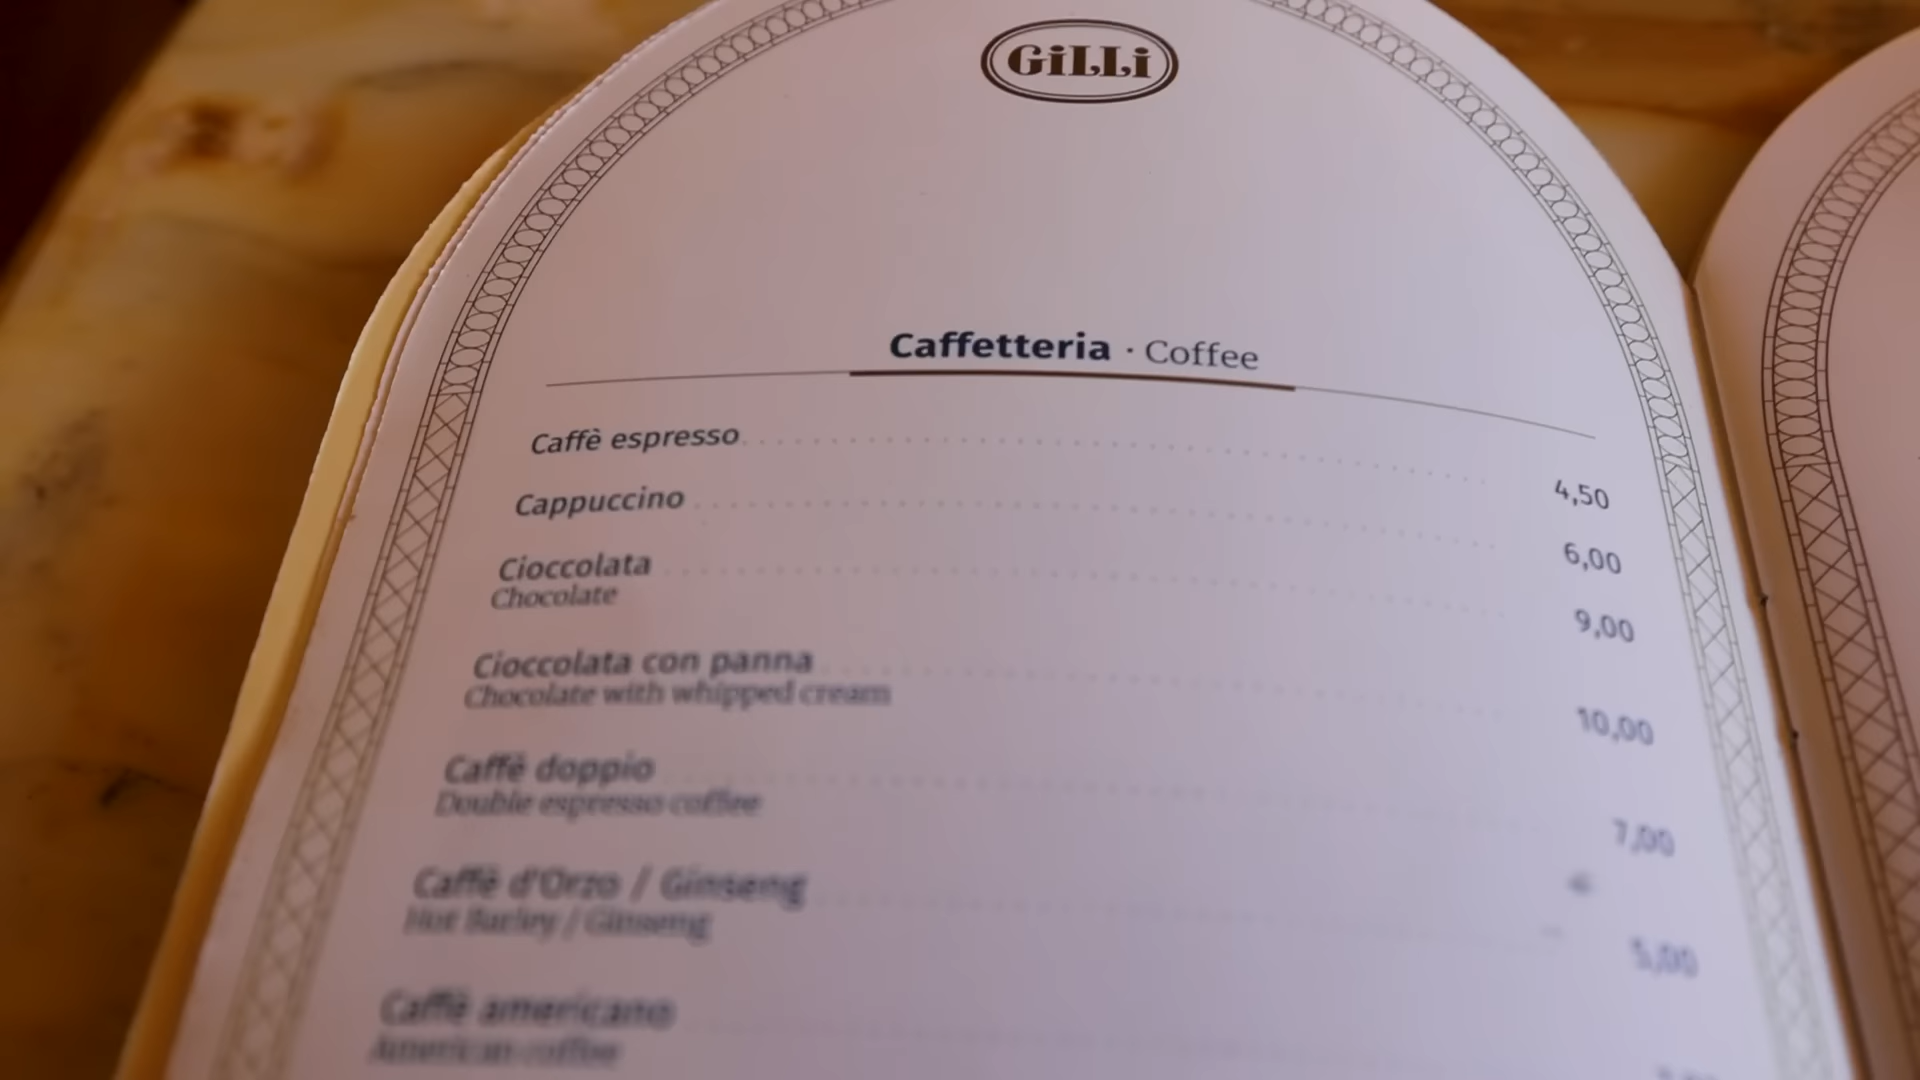 GiLLi
Caffetteria · Coffee
Caffè espresso 4,50
Cappuccino 6,00
Cioccolata 9,00
Chocolate
Cioccolata con panna 10,00
Chocolate with whipped cream
Caffè doppio 7,00
Double espresso coffee
Caffè d'Orzo / Ginseng 5,00
Hot Barley / Ginseng
Caffè americano
American coffee